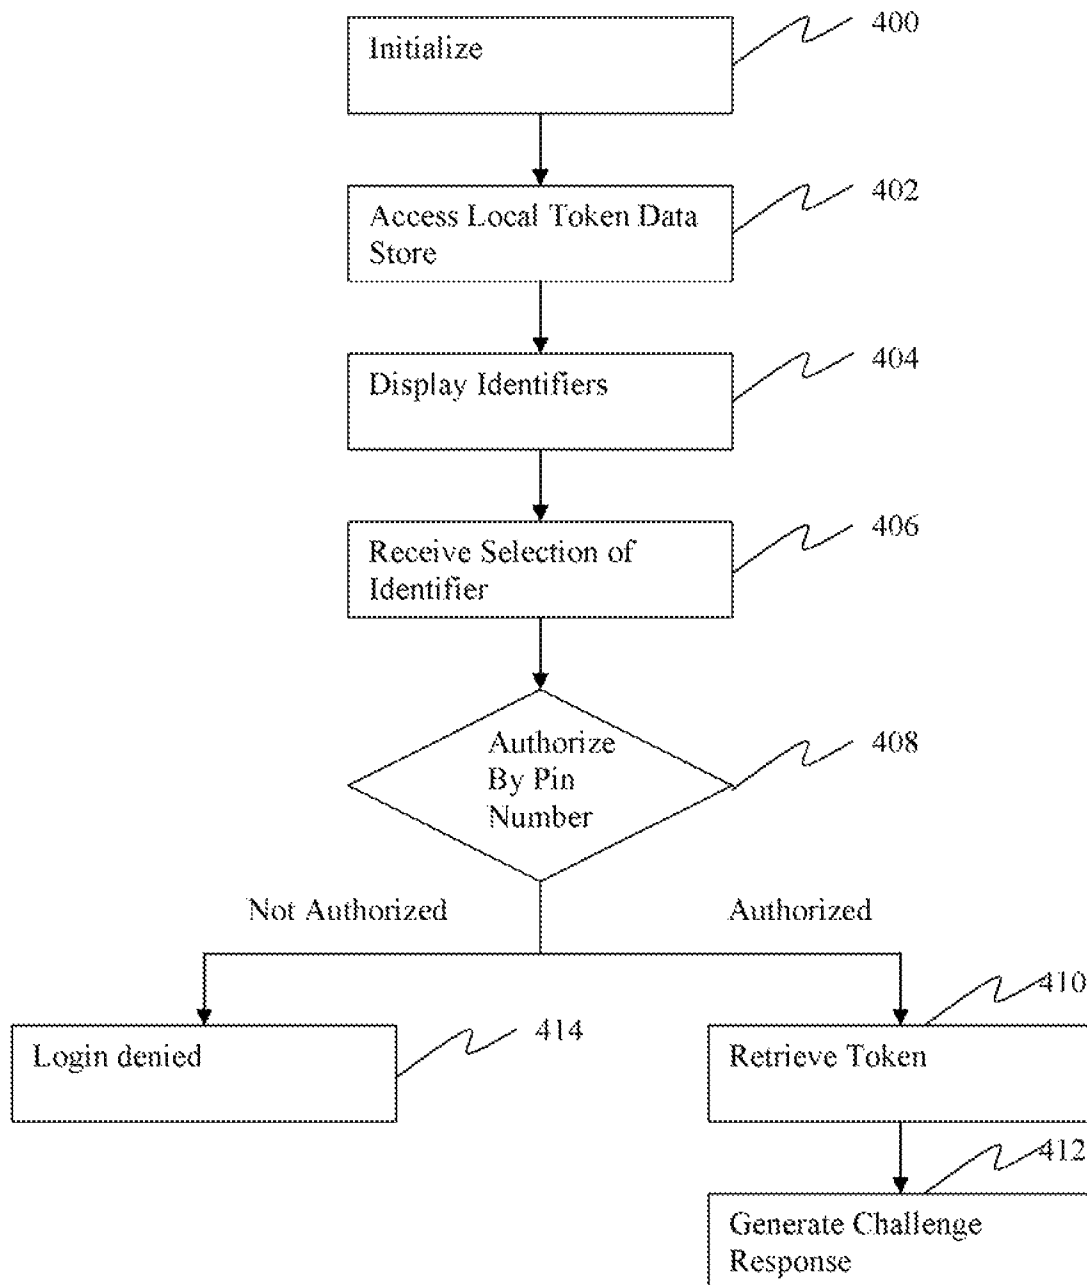 Initialize
400
Access Local Token Data
Store
402
Display Identifiers
404
Receive Selection of
Identifier
406
Authorize
By Pin
Number
408
Not Authorized
Authorized
Login denied
414
410
Retrieve Token
412
Generate Challenge
Response